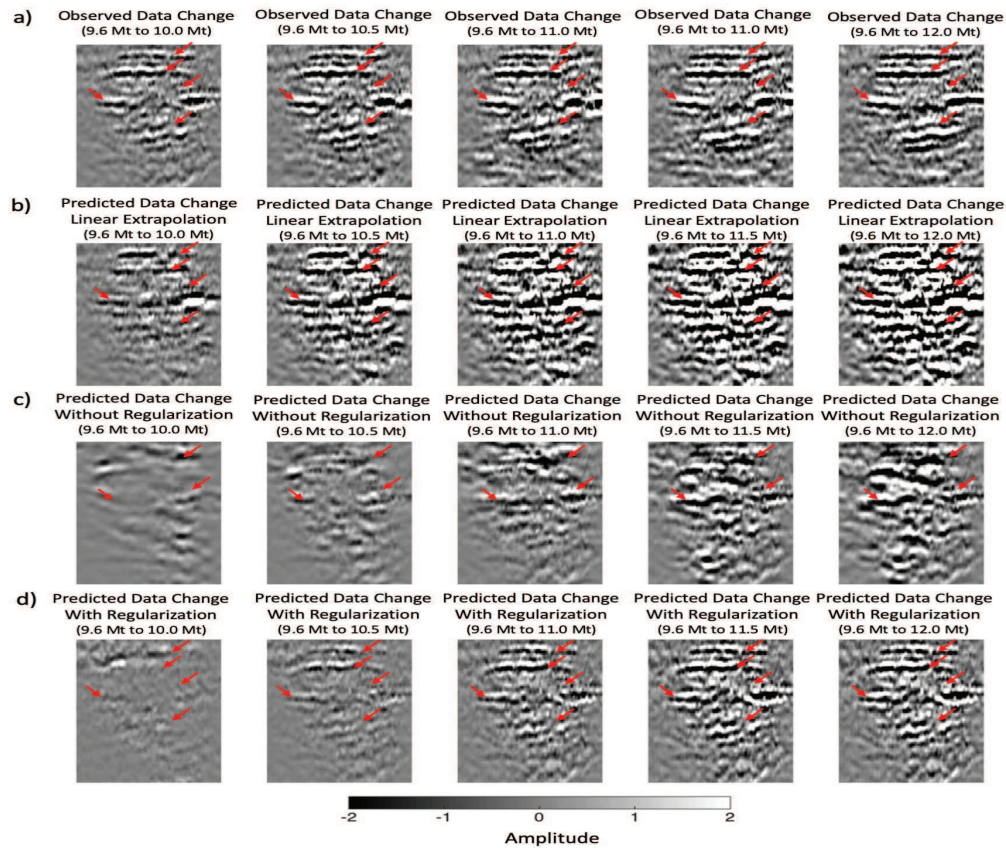 a)
Observed Data Change
(9.6 Mt to 10.0 Mt)
Observed Data Change
(9.6 Mt to 10.5 Mt)
Observed Data Change
(9.6 Mt to 11.0 Mt)
Observed Data Change
(9.6 Mt to 11.0 Mt)
Observed Data Change
(9.6 Mt to 12.0 Mt)
b)
Predicted Data Change
Linear Extrapolation
(9.6 Mt to 10.0 Mt)
Predicted Data Change
Linear Extrapolation
(9.6 Mt to 10.5 Mt)
Predicted Data Change
Linear Extrapolation
(9.6 Mt to 11.0 Mt)
Predicted Data Change
Linear Extrapolation
(9.6 Mt to 11.5 Mt)
Predicted Data Change
Linear Extrapolation
(9.6 Mt to 12.0 Mt)
c)
Predicted Data Change
Without Regularization
(9.6 Mt to 10.0 Mt)
Predicted Data Change
Without Regularization
(9.6 Mt to 10.5 Mt)
Predicted Data Change
Without Regularization
(9.6 Mt to 11.0 Mt)
Predicted Data Change
Without Regularization
(9.6 Mt to 11.5 Mt)
Predicted Data Change
Without Regularization
(9.6 Mt to 12.0 Mt)
d)
Predicted Data Change
With Regularization
(9.6 Mt to 10.0 Mt)
Predicted Data Change
With Regularization
(9.6 Mt to 10.5 Mt)
Predicted Data Change
With Regularization
(9.6 Mt to 11.0 Mt)
Predicted Data Change
With Regularization
(9.6 Mt to 11.5 Mt)
Predicted Data Change
With Regularization
(9.6 Mt to 12.0 Mt)
-2 -1 0 1 2
Amplitude